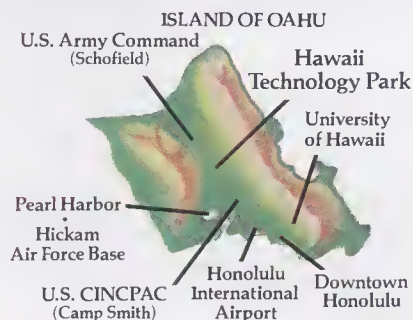 ISLAND OF OAHU
U.S. Army Command
(Schofield)
Hawaii
Technology Park
University
of Hawaii
Pearl Harbor
•
Hickam
Air Force Base
U.S. CINCPAC
(Camp Smith)
Honolulu
International
Airport
Downtown
Honolulu